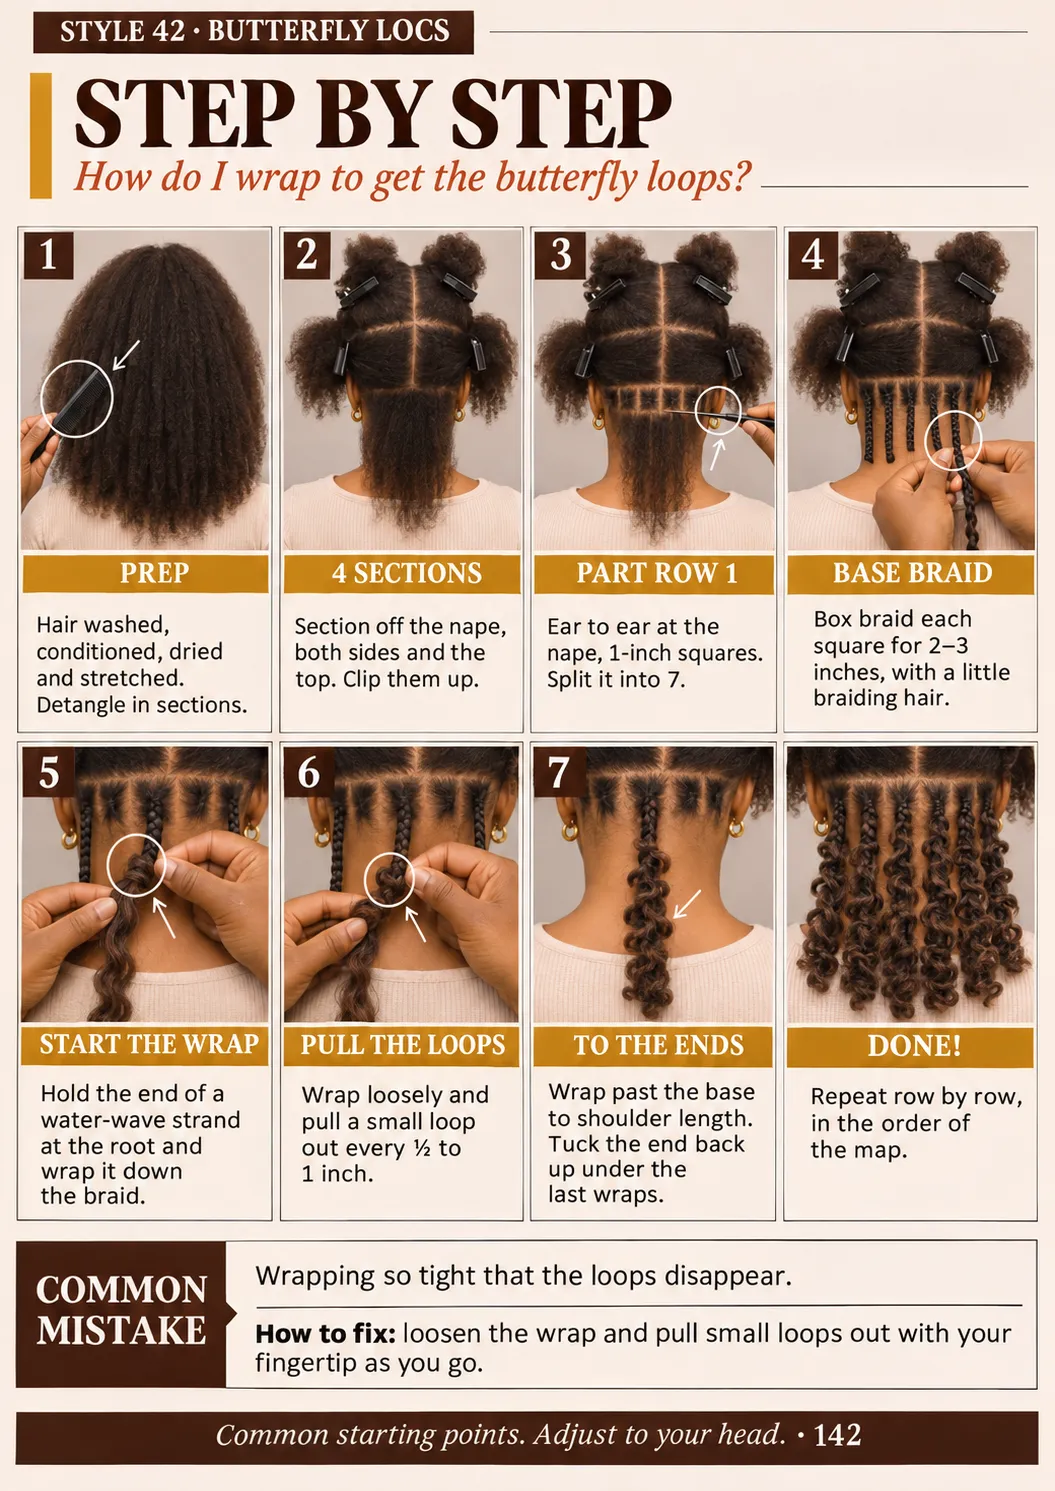 STYLE 42 · BUTTERFLY LOCS
STEP BY STEP
How do I wrap to get the butterfly loops?
1
PREP
Hair washed,
conditioned, dried
and stretched.
Detangle in sections.
2
4 SECTIONS
Section off the nape,
both sides and the
top. Clip them up.
3
PART ROW 1
Ear to ear at the
nape, 1-inch squares.
Split it into 7.
4
BASE BRAID
Box braid each
square for 2–3
inches, with a little
braiding hair.
5
START THE WRAP
Hold the end of a
water-wave strand
at the root and
wrap it down
the braid.
6
PULL THE LOOPS
Wrap loosely and
pull a small loop
out every ½ to
1 inch.
7
TO THE ENDS
Wrap past the base
to shoulder length.
Tuck the end back
up under the
last wraps.
DONE!
Repeat row by row,
in the order of
the map.
COMMON
MISTAKE
Wrapping so tight that the loops disappear.
How to fix: loosen the wrap and pull small loops out with your
fingertip as you go.
Common starting points. Adjust to your head. · 142